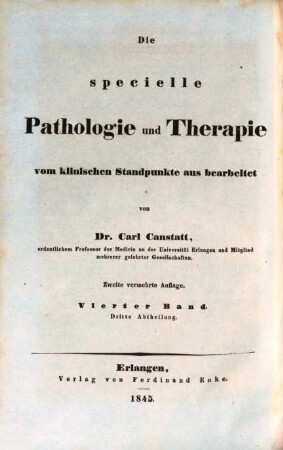 Die
specielle
Pathologie und Therapie
vom klinischen Standpunkte aus bearbeitet
von
Dr. Carl Canstatt,
ordentlichem Professor der Medicin an der Universität Erlangen und Mitglied
mehrerer gelehrter Gesellschaften.
Zweite vermehrte Auflage.
Vierter Band.
Dritte Abtheilung.
Erlangen,
Verlag von Ferdinand Enke.
1845.